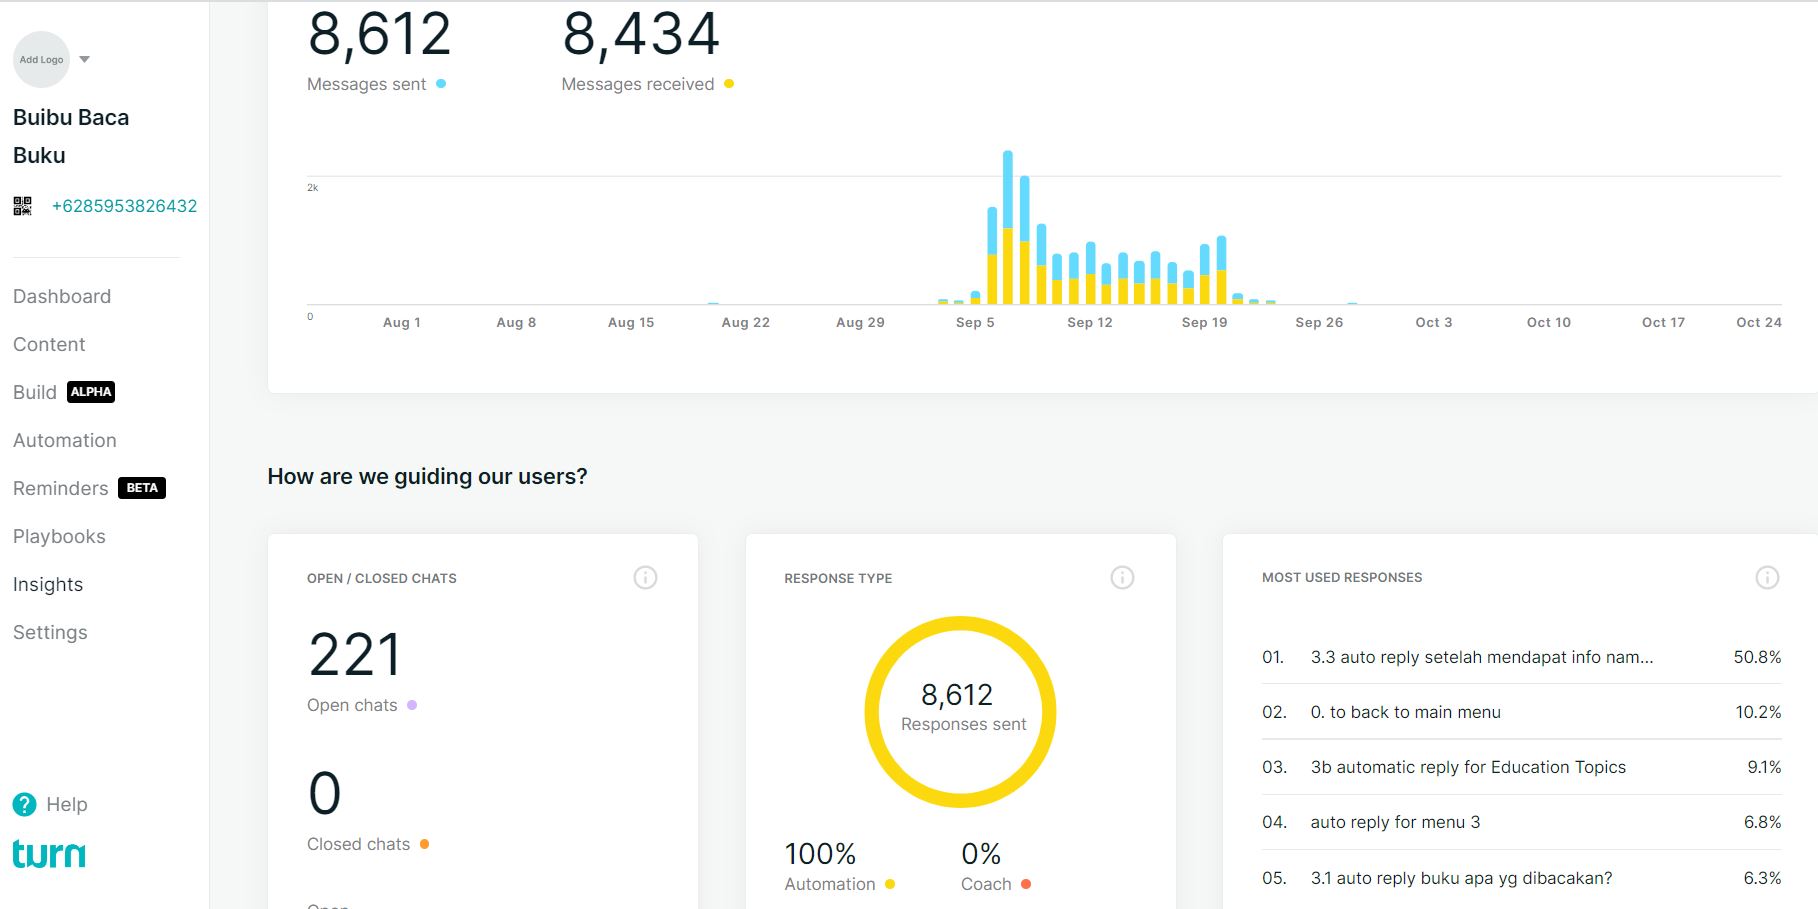 Add Logo
Buibu Baca
Buku
+6285953826432
Dashboard
Content
Build ALPHA
Automation
Reminders BETA
Playbooks
Insights
Settings
? Help
turn
8,612
Messages sent
8,434
Messages received
2k
0
Aug 1 Aug 8 Aug 15 Aug 22 Aug 29 Sep 5 Sep 12 Sep 19 Sep 26 Oct 3 Oct 10 Oct 17 Oct 24
How are we guiding our users?
OPEN / CLOSED CHATS
221
Open chats
0
Closed chats
RESPONSE TYPE
8,612
Responses sent
100%
Automation
0%
Coach
MOST USED RESPONSES
01. 3.3 auto reply setelah mendapat info nam... 50.8%
02. 0. to back to main menu 10.2%
03. 3b automatic reply for Education Topics 9.1%
04. auto reply for menu 3 6.8%
05. 3.1 auto reply buku apa yg dibacakan? 6.3%